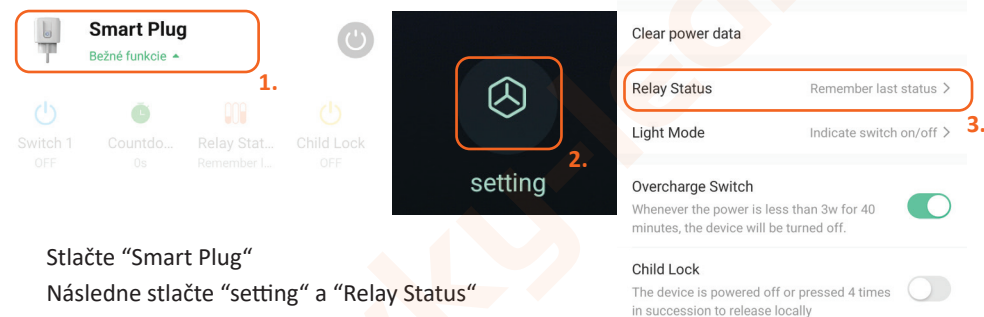 Smart Plug
Bežné funkcie
1.
Switch 1
OFF
Countdo...
0s
Relay Stat...
Remember l...
Child Lock
OFF
2.
setting
Clear power data
Relay Status
Remember last status >
3.
Light Mode
Indicate switch on/off >
Overcharge Switch
Whenever the power is less than 3w for 40
minutes, the device will be turned off.
Child Lock
The device is powered off or pressed 4 times
in succession to release locally
Stlačte “Smart Plug“
Následne stlačte “setting“ a “Relay Status“